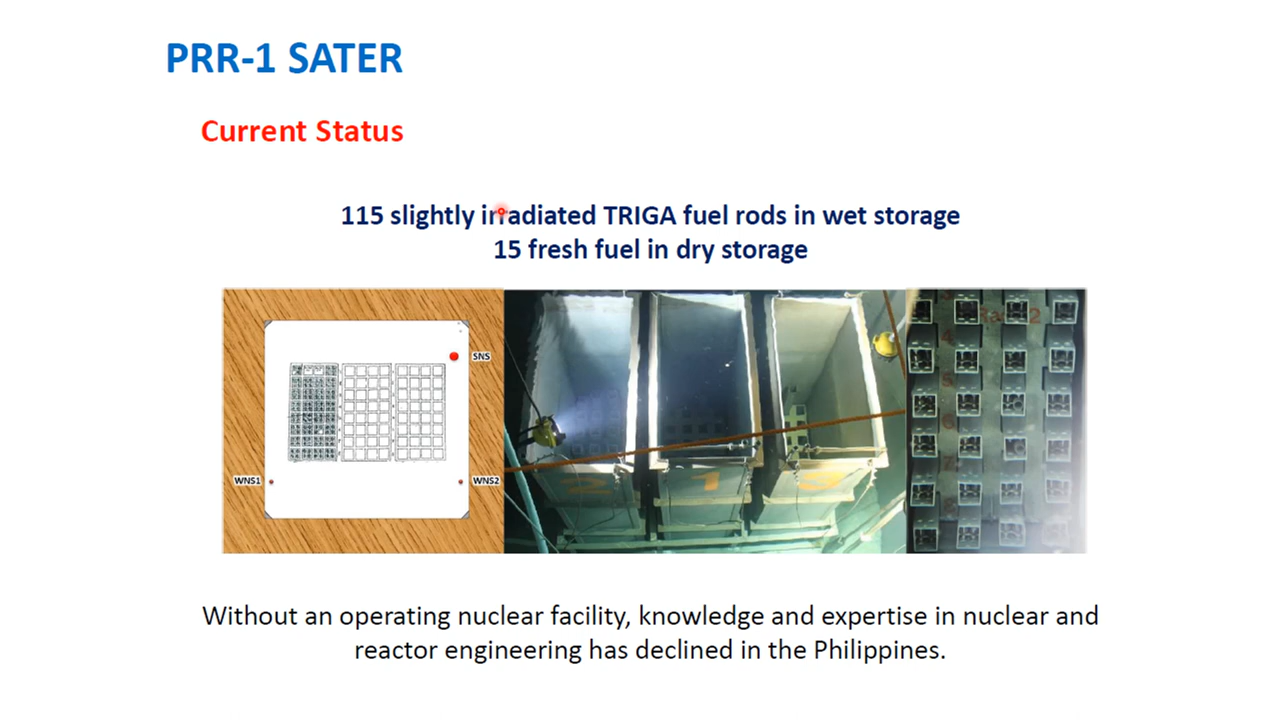 PRR-1 SATER
Current Status
115 slightly irradiated TRIGA fuel rods in wet storage
15 fresh fuel in dry storage
SNS
WNS1
WNS2
2
1
Without an operating nuclear facility, knowledge and expertise in nuclear and
reactor engineering has declined in the Philippines.